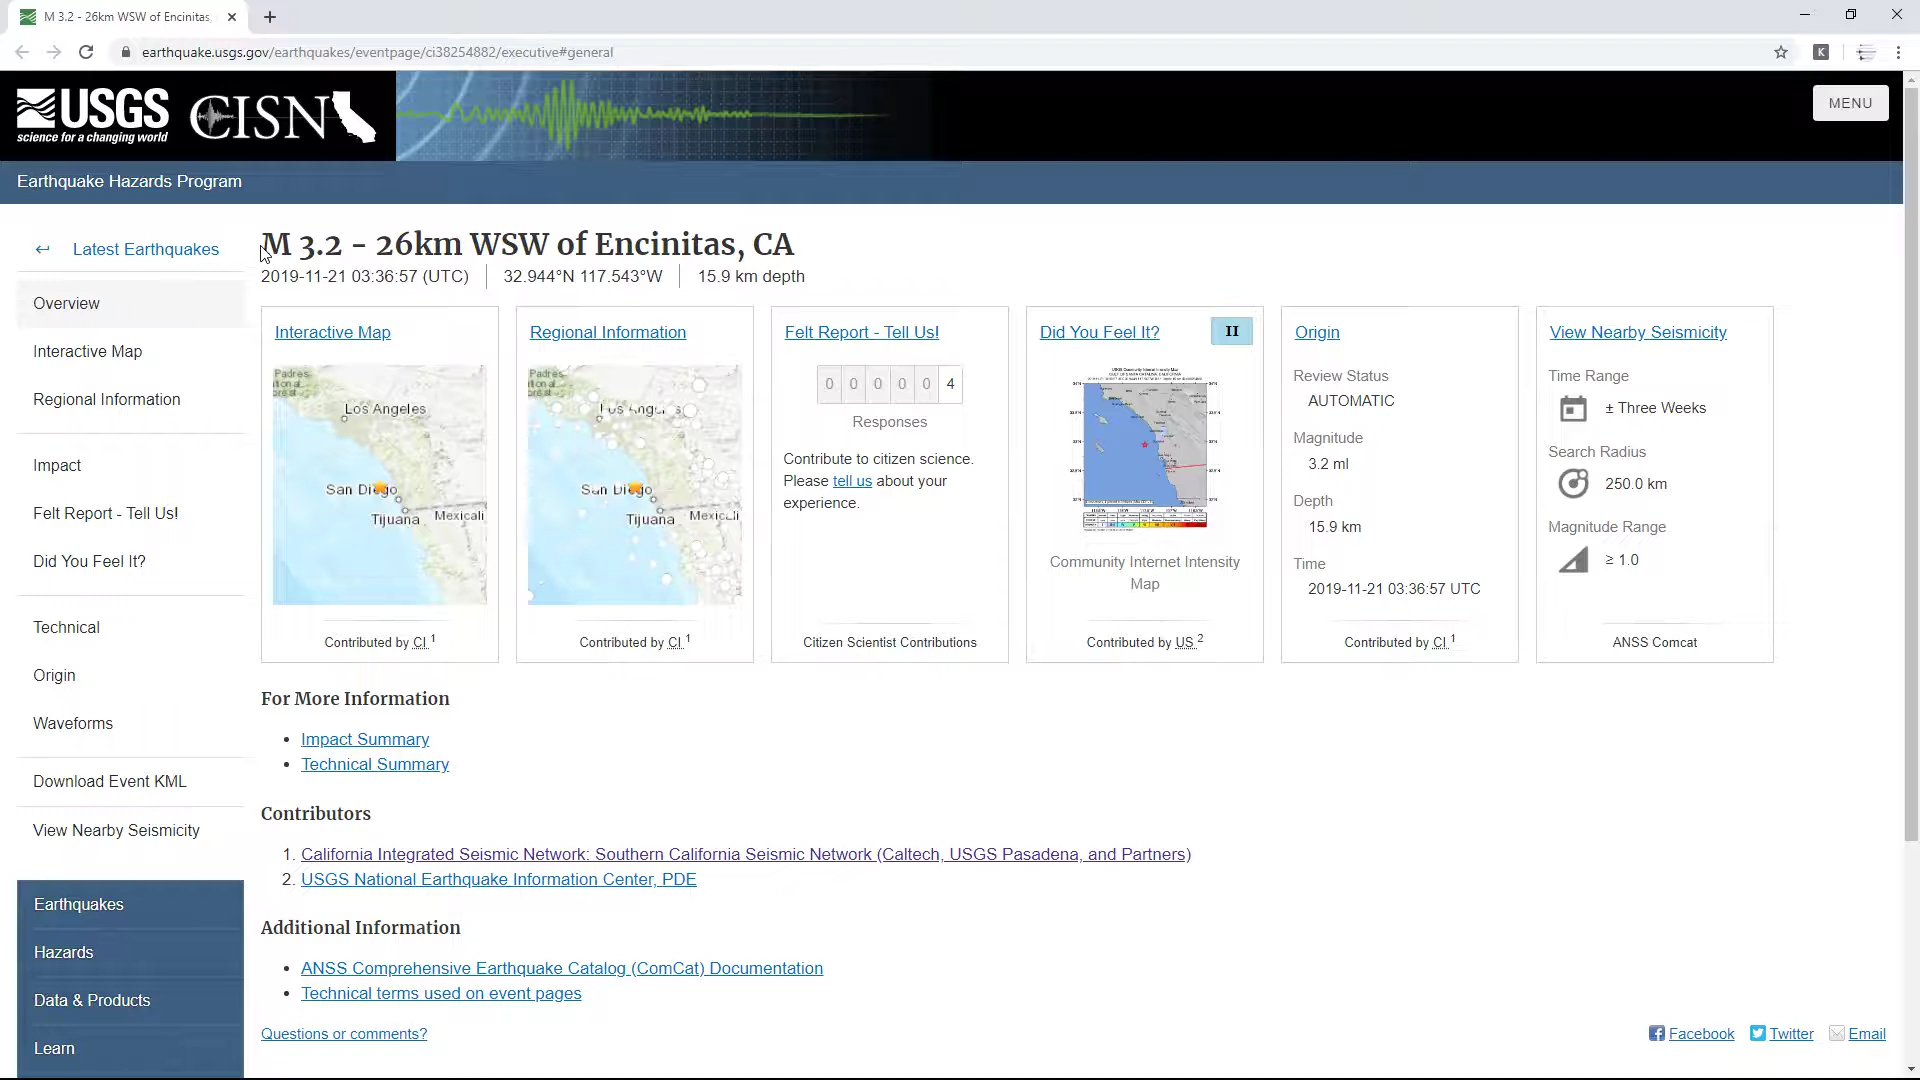 M 3.2 - 26km WSW of Encinitas,
earthquake.usgs.gov/earthquakes/eventpage/ci38254882/executive#general
K
USGS
science for a changing world
CISN
MENU
Earthquake Hazards Program
Latest Earthquakes
Overview
Interactive Map
Regional Information
Impact
Felt Report - Tell Us!
Did You Feel It?
Technical
Origin
Waveforms
Download Event KML
View Nearby Seismicity
Earthquakes
Hazards
Data & Products
Learn
M 3.2 - 26km WSW of Encinitas, CA
2019-11-21 03:36:57 (UTC)
32.944°N 117.543°W
15.9 km depth
Interactive Map
Padres
Los Angeles
San Diego
Tijuana
Mexicali
Contributed by CI 1
Regional Information
Padres
Los Angeles
San Diego
Tijuana
Mexicali
Contributed by CI 1
Felt Report - Tell Us!
0 0 0 0 0 4
Responses
Contribute to citizen science.
Please tell us about your
experience.
Citizen Scientist Contributions
Did You Feel It?
II
Community Internet Intensity
Map
Contributed by US 2
Origin
Review Status
AUTOMATIC
Magnitude
3.2 ml
Depth
15.9 km
Time
2019-11-21 03:36:57 UTC
Contributed by CI 1
View Nearby Seismicity
Time Range
± Three Weeks
Search Radius
250.0 km
Magnitude Range
≥ 1.0
ANSS Comcat
For More Information
• Impact Summary
• Technical Summary
Contributors
1. California Integrated Seismic Network: Southern California Seismic Network (Caltech, USGS Pasadena, and Partners)
2. USGS National Earthquake Information Center, PDE
Additional Information
• ANSS Comprehensive Earthquake Catalog (ComCat) Documentation
• Technical terms used on event pages
Questions or comments?
Facebook
Twitter
Email